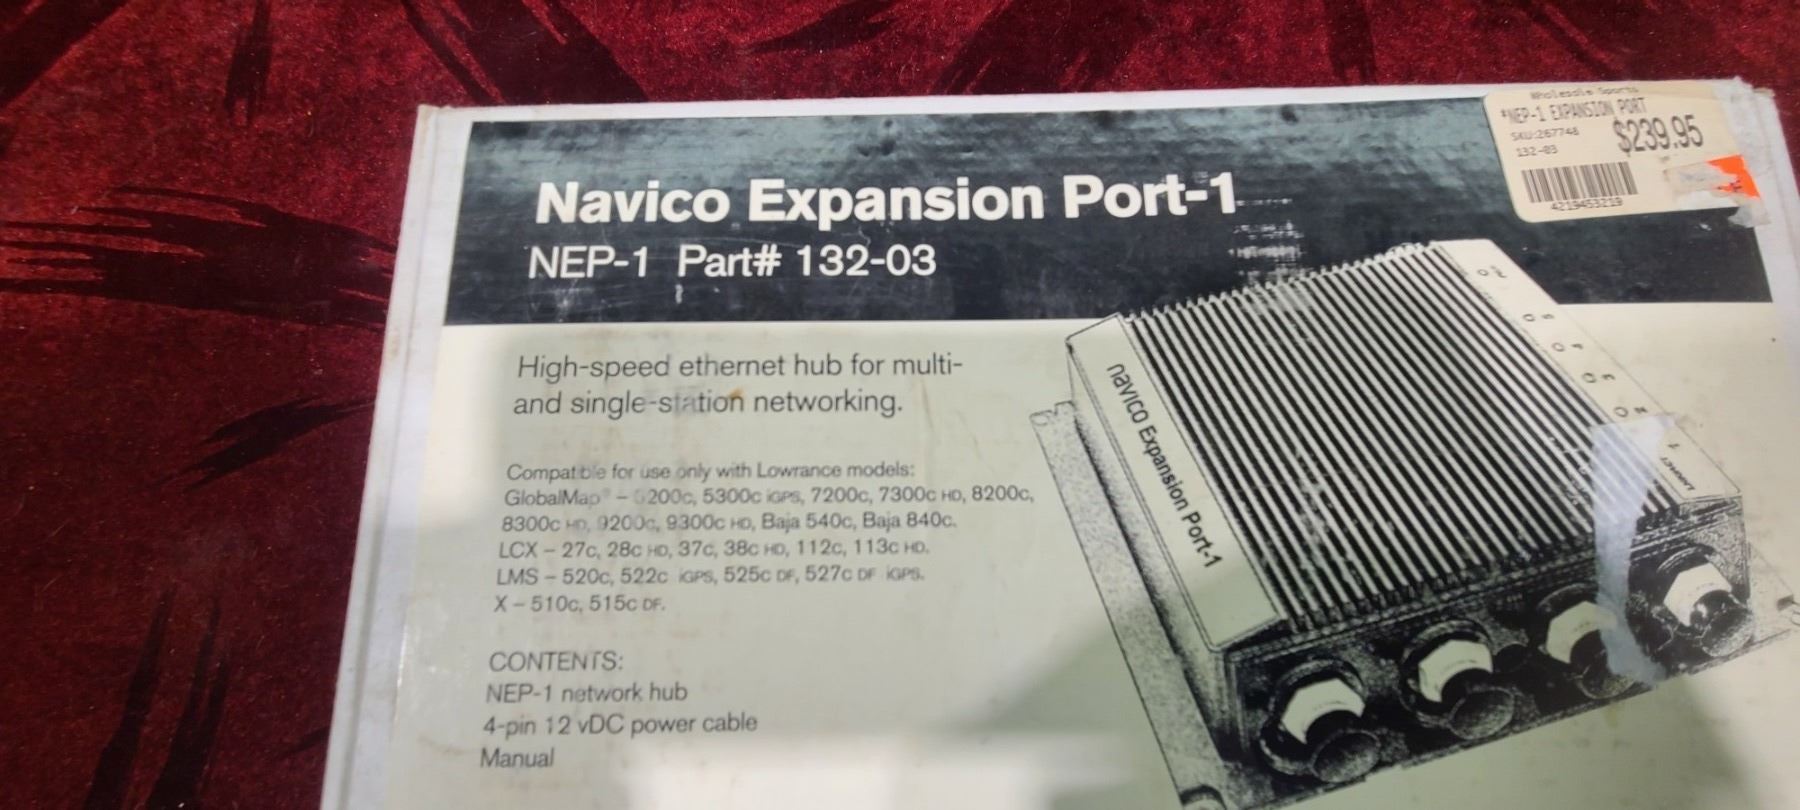 Wholesale Sports
*NEP-1 EXPANSION PORT
SKU:267748 $239.95
132-03
4219453219
Navico Expansion Port-1
NEP-1 Part# 132-03
High-speed ethernet hub for multi-
and single-station networking.
Compatible for use only with Lowrance models:
GlobalMap® – 200c, 5300c iGPS, 7200c, 7300c HD, 8200c,
8300c HD, 9200c, 9300c HD, Baja 540c, Baja 840c.
LCX – 27c, 28c HD, 37c, 38c HD, 112c, 113c HD.
LMS – 520c, 522c iGPS, 525c DF, 527c DF iGPS.
X – 510c, 515c DF.
CONTENTS:
NEP-1 network hub
4-pin 12 vDC power cable
Manual
navico Expansion Port-1